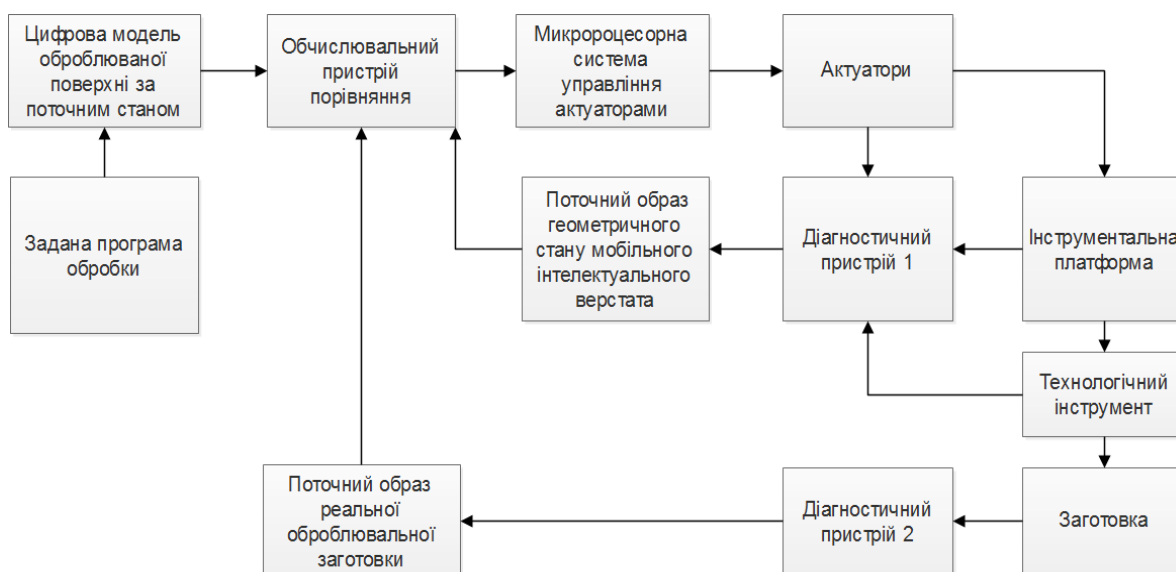 Цифрова модель
оброблюваної
поверхні за
поточним станом
Обчислювальний
пристрій
порівняння
Микророцесорна
система
управління
актуаторами
Актуатори
Задана програма
обробки
Поточний образ
геометричного
стану мобільного
інтелектуального
верстата
Діагностичний
пристрій 1
Інструментальна
платформа
Технологічний
інструмент
Поточний образ
реальної
оброблювальної
заготовки
Діагностичний
пристрій 2
Заготовка